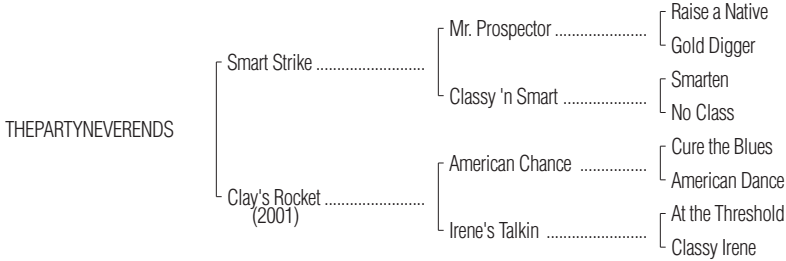 Raise a Native
Mr. Prospector ......................
Gold Digger
Smart Strike ..........................
Smarten
Classy 'n Smart ....................
No Class
THEPARTYNEVERENDS
Cure the Blues
American Chance ................
American Dance
Clay's Rocket ........................
(2001)
At the Threshold
Irene's Talkin ........................
Classy Irene